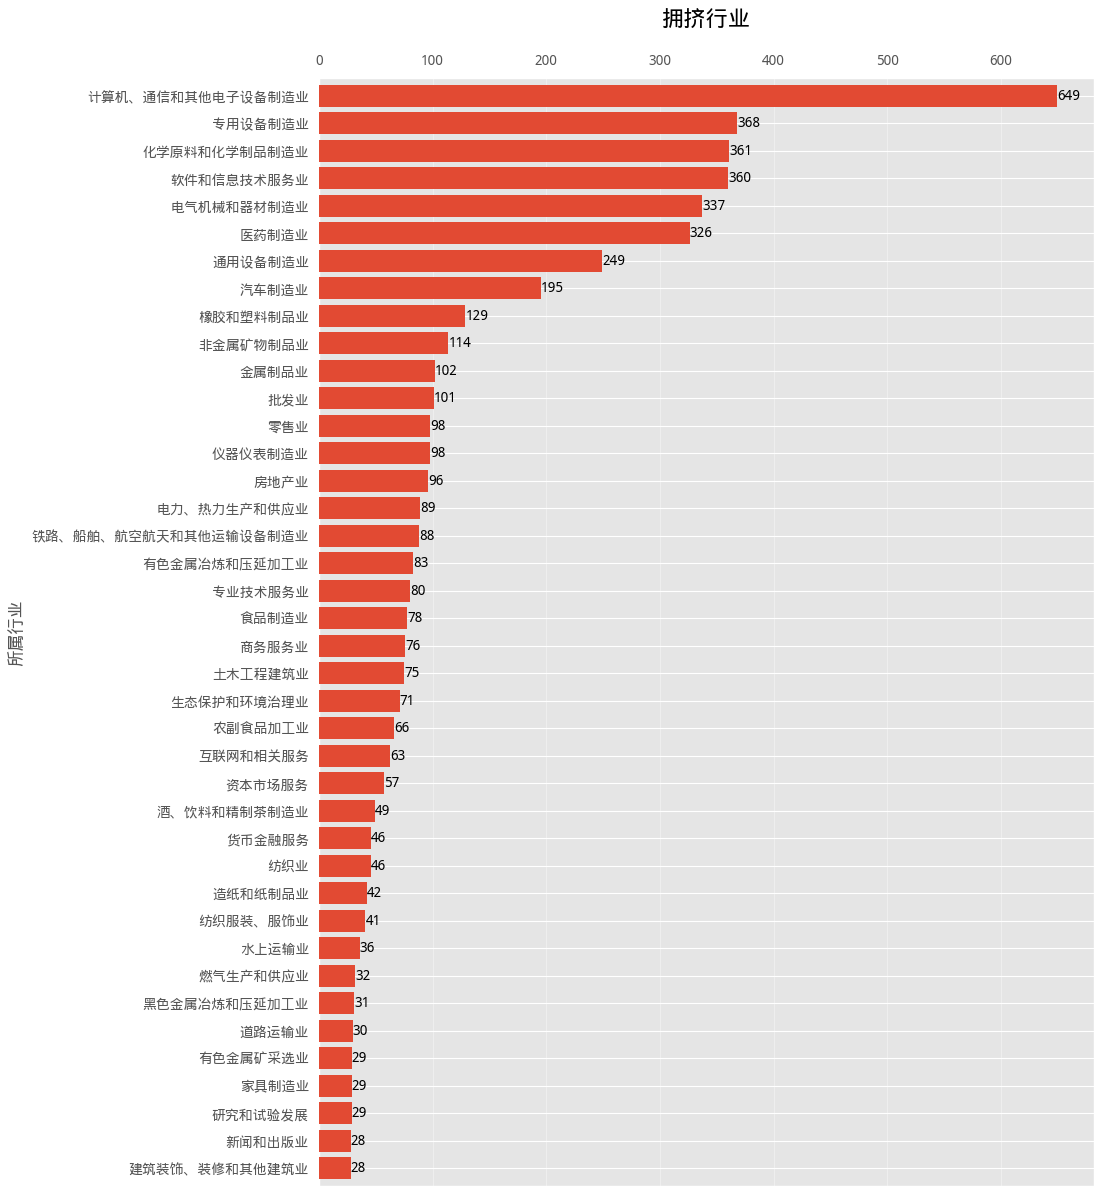 拥挤行业
0 100 200 300 400 500 600
计算机、通信和其他电子设备制造业 649
专用设备制造业 368
化学原料和化学制品制造业 361
软件和信息技术服务业 360
电气机械和器材制造业 337
医药制造业 326
通用设备制造业 249
汽车制造业 195
橡胶和塑料制品业 129
非金属矿物制品业 114
金属制品业 102
批发业 101
零售业 98
仪器仪表制造业 98
房地产业 96
电力、热力生产和供应业 89
铁路、船舶、航空航天和其他运输设备制造业 88
有色金属冶炼和压延加工业 83
专业技术服务业 80
食品制造业 78
商务服务业 76
土木工程建筑业 75
生态保护和环境治理业 71
农副食品加工业 66
互联网和相关服务 63
资本市场服务 57
酒、饮料和精制茶制造业 49
货币金融服务 46
纺织业 46
造纸和纸制品业 42
纺织服装、服饰业 41
水上运输业 36
燃气生产和供应业 32
黑色金属冶炼和压延加工业 31
道路运输业 30
有色金属矿采选业 29
家具制造业 29
研究和试验发展 29
新闻和出版业 28
建筑装饰、装修和其他建筑业 28
所属行业